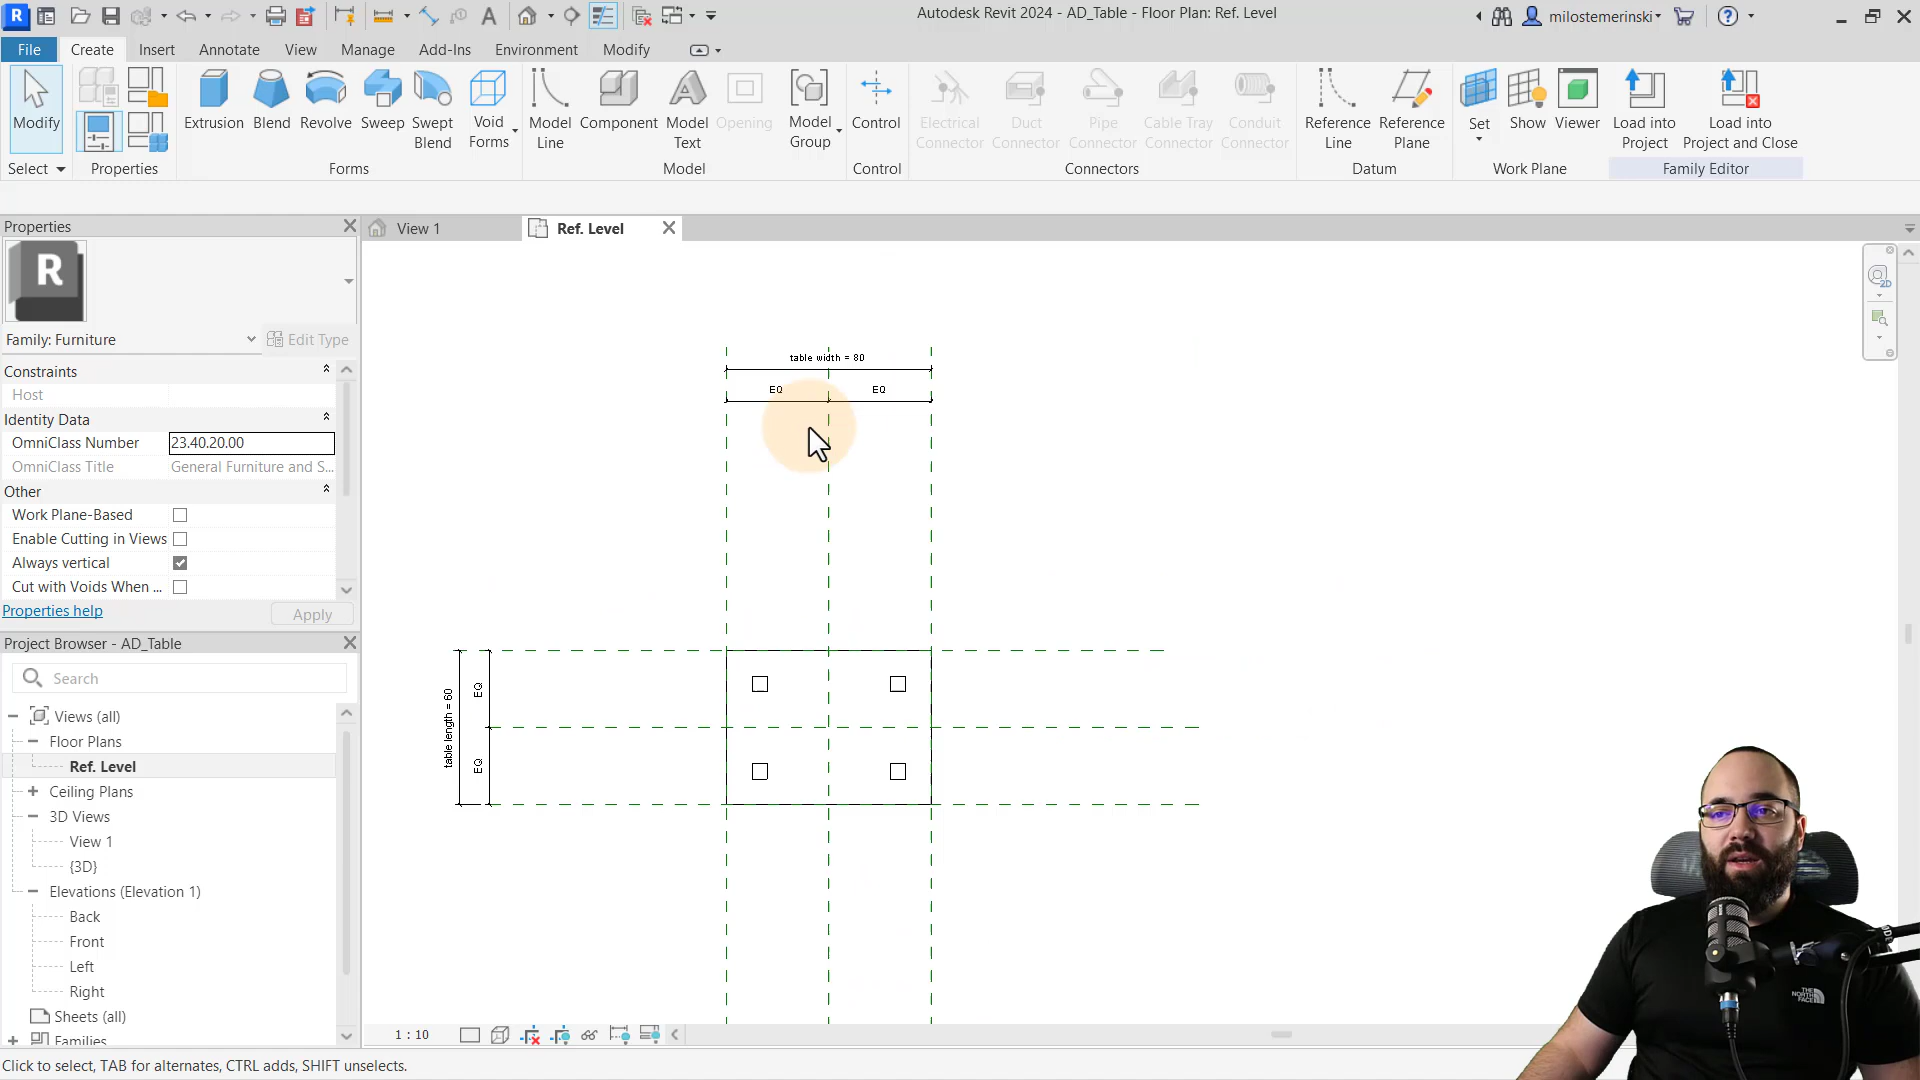 Autodesk Revit 2024 - AD_Table - Floor Plan: Ref. Level
milostemerinski
File
Create
Insert
Annotate
View
Manage
Add-Ins
Environment
Modify
Modify
Extrusion
Blend
Revolve
Sweep
Swept
Blend
Void
Forms
Model
Line
Component
Model
Text
Opening
Model
Group
Control
Electrical
Connector
Duct
Connector
Pipe
Connector
Cable Tray
Connector
Conduit
Connector
Reference
Line
Reference
Plane
Set
Show
Viewer
Load into
Project
Load into
Project and Close
Select
Properties
Forms
Model
Control
Connectors
Datum
Work Plane
Family Editor
Properties
View 1
Ref. Level
R
Family: Furniture
Edit Type
Constraints
Host
Identity Data
OmniClass Number
23.40.20.00
OmniClass Title
General Furniture and S...
Other
Work Plane-Based
Enable Cutting in Views
Always vertical
Cut with Voids When ...
Properties help
Apply
Project Browser - AD_Table
Search
Views (all)
Floor Plans
Ref. Level
Ceiling Plans
3D Views
View 1
{3D}
Elevations (Elevation 1)
Back
Front
Left
Right
Sheets (all)
Families
table width = 80
EQ
EQ
table length = 60
EQ
EQ
2D
1 : 10
THE
NORTH
FACE
Click to select, TAB for alternates, CTRL adds, SHIFT unselects.